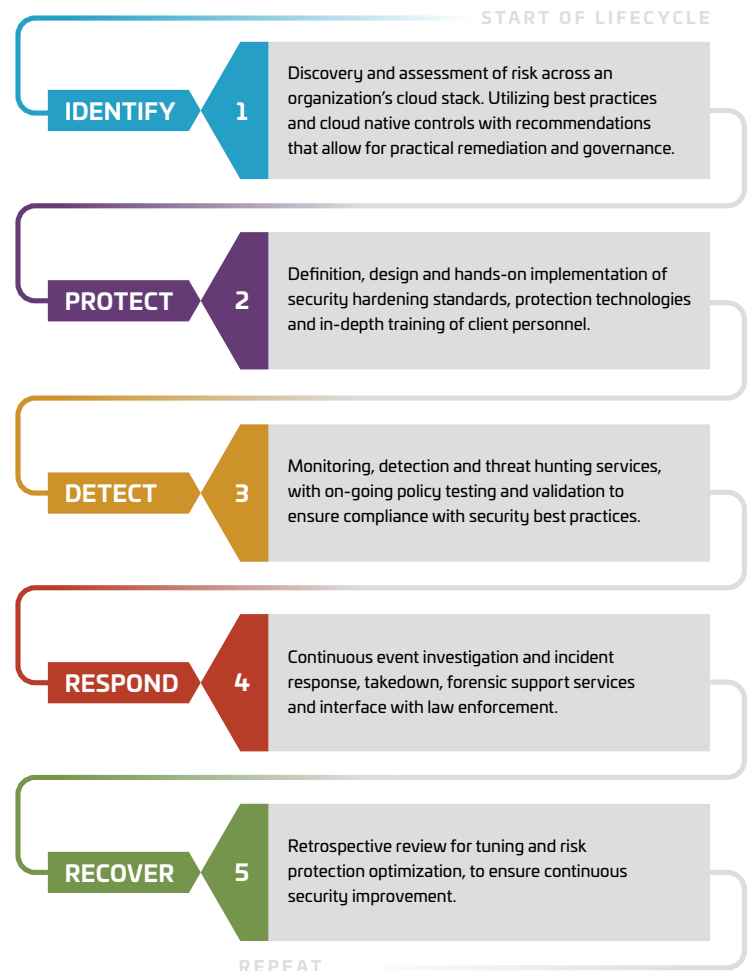 START OF LIFECYCLE
IDENTIFY
1
Discovery and assessment of risk across an
organization’s cloud stack. Utilizing best practices
and cloud native controls with recommendations
that allow for practical remediation and governance.
PROTECT
2
Definition, design and hands-on implementation of
security hardening standards, protection technologies
and in-depth training of client personnel.
DETECT
3
Monitoring, detection and threat hunting services,
with on-going policy testing and validation to
ensure compliance with security best practices.
RESPOND
4
Continuous event investigation and incident
response, takedown, forensic support services
and interface with law enforcement.
RECOVER
5
Retrospective review for tuning and risk
protection optimization, to ensure continuous
security improvement.
REPEAT